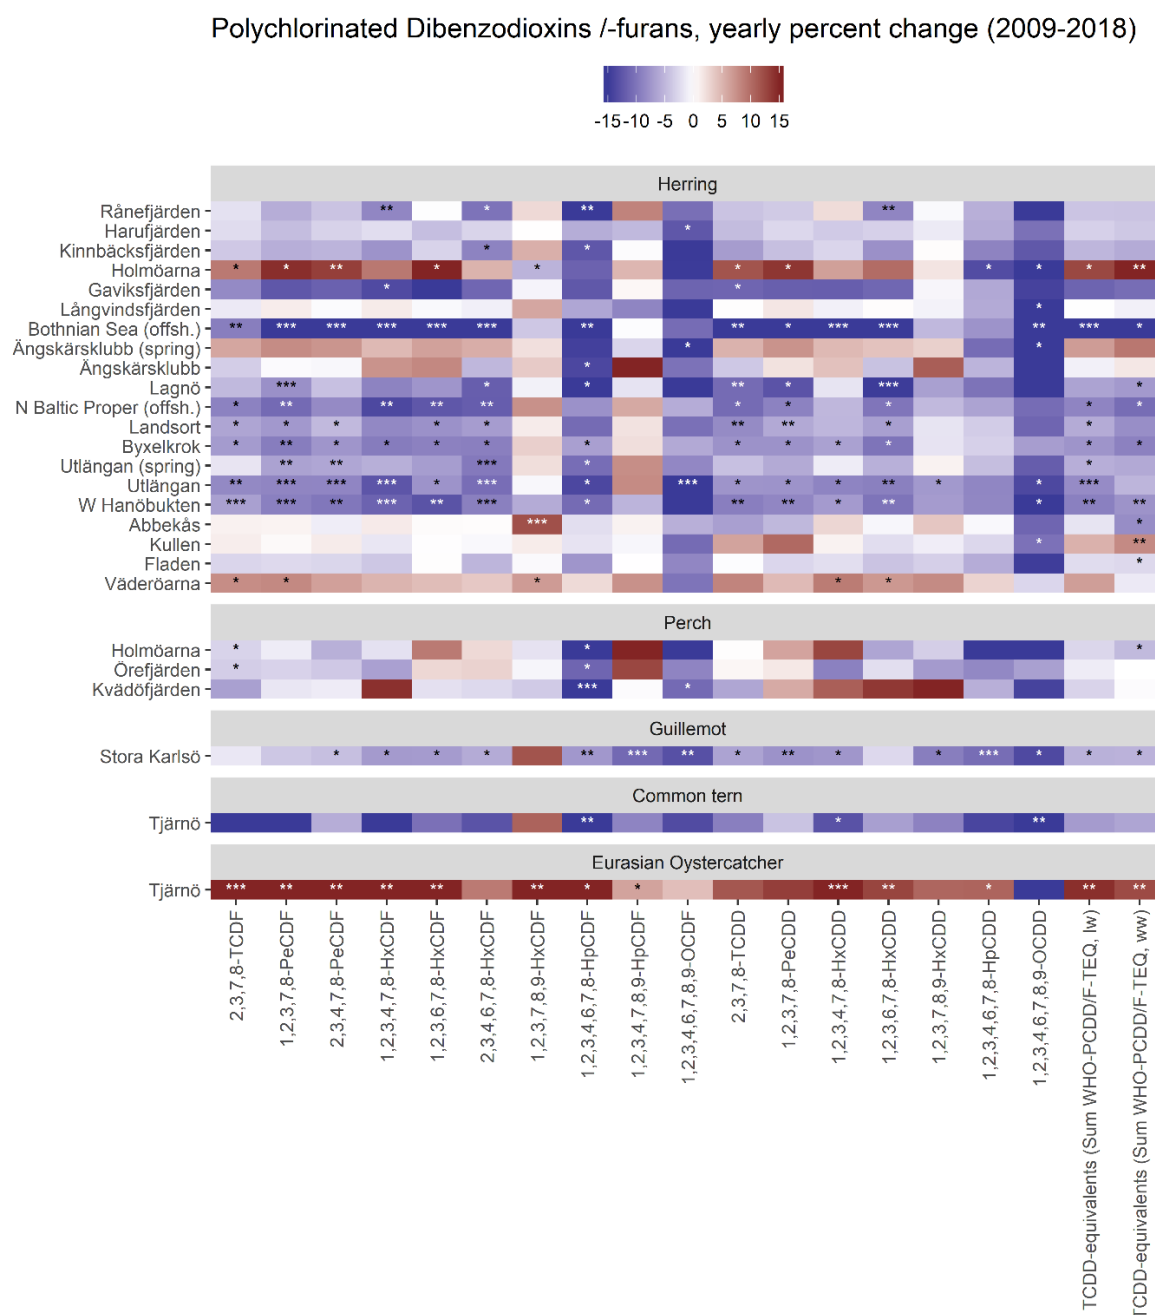 Polychlorinated Dibenzodioxins /-furans, yearly percent change (2009-2018)
-15 -10 -5 0 5 10 15
Herring
Rånefjärden ** * ** **
Harufjärden *
Kinnbäcksfjärden * *
Holmöarna * * * * * * * * * * **
Gaviksfjärden * *
Långvindsfjärden *
Bothnian Sea (offsh.) ** *** *** *** *** *** ** ** * *** *** ** *** *
Ängskärsklubb (spring) * *
Ängskärsklubb *
Lagnö *** * * ** * *** *
N Baltic Proper (offsh.) * ** ** ** ** * * * * *
Landsort * * * * * ** ** * *
Byxelkrok * ** * * * * * * * * * * *
Utlängan (spring) ** ** *** * *
Utlängan ** *** *** *** * *** * *** * * * ** * * ***
W Hanöbukten *** *** ** *** ** *** * ** ** * ** * ** **
Abbekås *** *
Kullen * **
Fladen *
Väderöarna * * * * *
Perch
Holmöarna * * *
Örefjärden * *
Kvädöfjärden *** *
Guillemot
Stora Karlsö * * * * ** *** ** * ** * * *** * * *
Common tern
Tjärnö ** * **
Eurasian Oystercatcher
Tjärnö *** ** ** ** ** ** * * *** ** * ** **
2,3,7,8-TCDF
1,2,3,7,8-PeCDF
2,3,4,7,8-PeCDF
1,2,3,4,7,8-HxCDF
1,2,3,6,7,8-HxCDF
2,3,4,6,7,8-HxCDF
1,2,3,7,8,9-HxCDF
1,2,3,4,6,7,8-HpCDF
1,2,3,4,7,8,9-HpCDF
1,2,3,4,6,7,8,9-OCDF
2,3,7,8-TCDD
1,2,3,7,8-PeCDD
1,2,3,4,7,8-HxCDD
1,2,3,6,7,8-HxCDD
1,2,3,7,8,9-HxCDD
1,2,3,4,6,7,8-HpCDD
1,2,3,4,6,7,8,9-OCDD
TCDD-equivalents (Sum WHO-PCDD/F-TEQ, lw)
TCDD-equivalents (Sum WHO-PCDD/F-TEQ, ww)